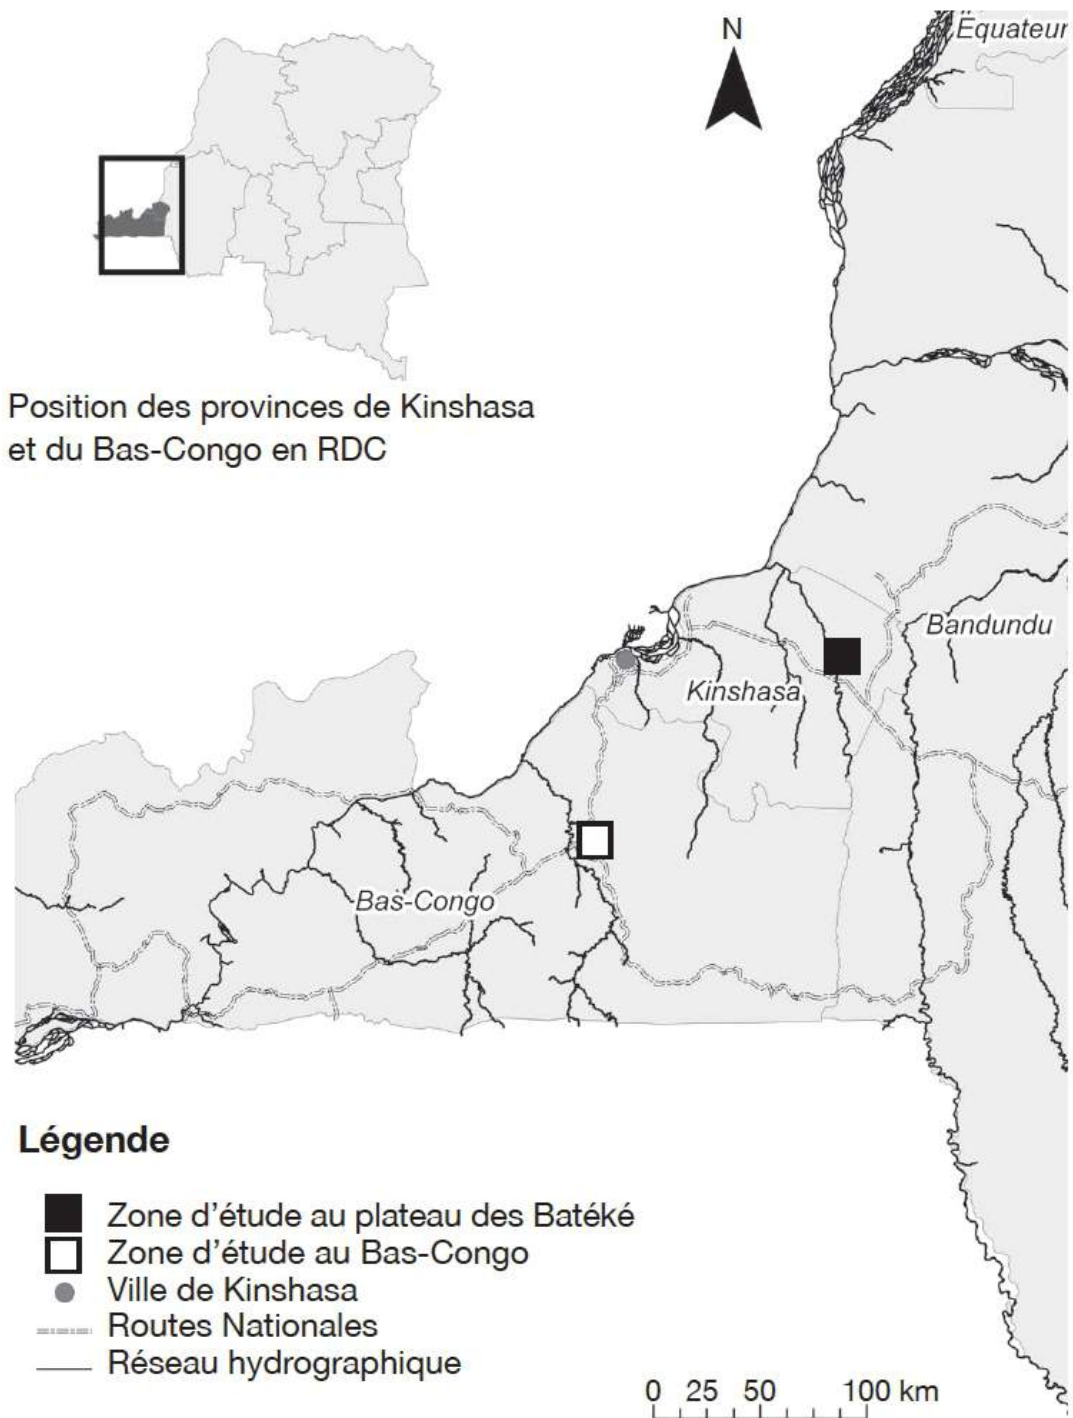 N
Equateur
Position des provinces de Kinshasa
et du Bas-Congo en RDC
Bandundu
Kinshasa
Bas-Congo
Légende
Zone d'étude au plateau des Batéké
Zone d'étude au Bas-Congo
Ville de Kinshasa
Routes Nationales
Réseau hydrographique
0 25 50 100 km